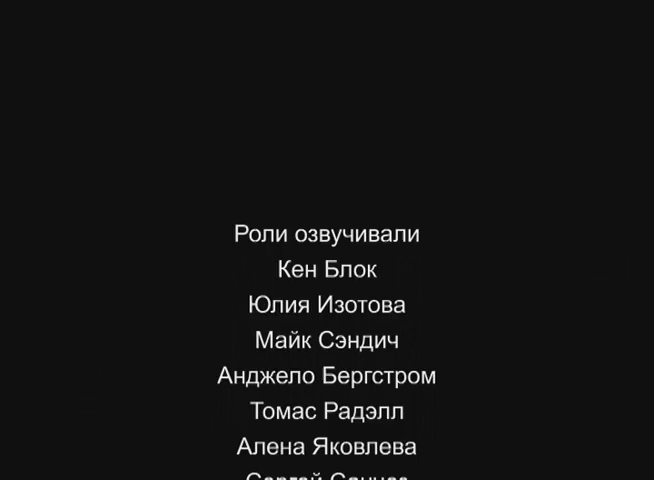 Роли озвучивали
Кен Блок
Юлия Изотова
Майк Сэндич
Анджело Бергстром
Томас Радэлл
Алена Яковлева